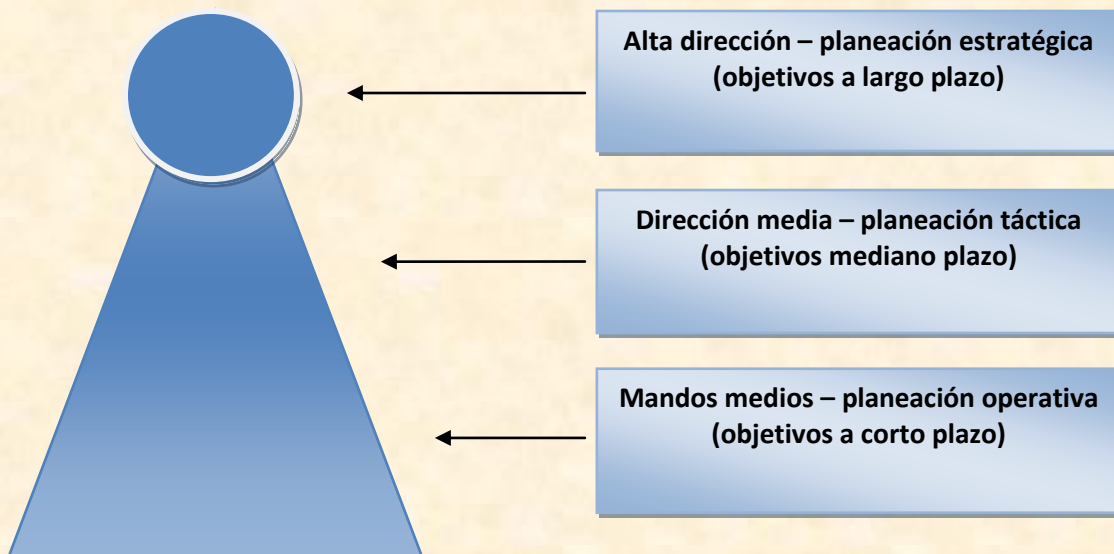 Alta dirección – planeación estratégica
(objetivos a largo plazo)
Dirección media – planeación táctica
(objetivos mediano plazo)
Mandos medios – planeación operativa
(objetivos a corto plazo)